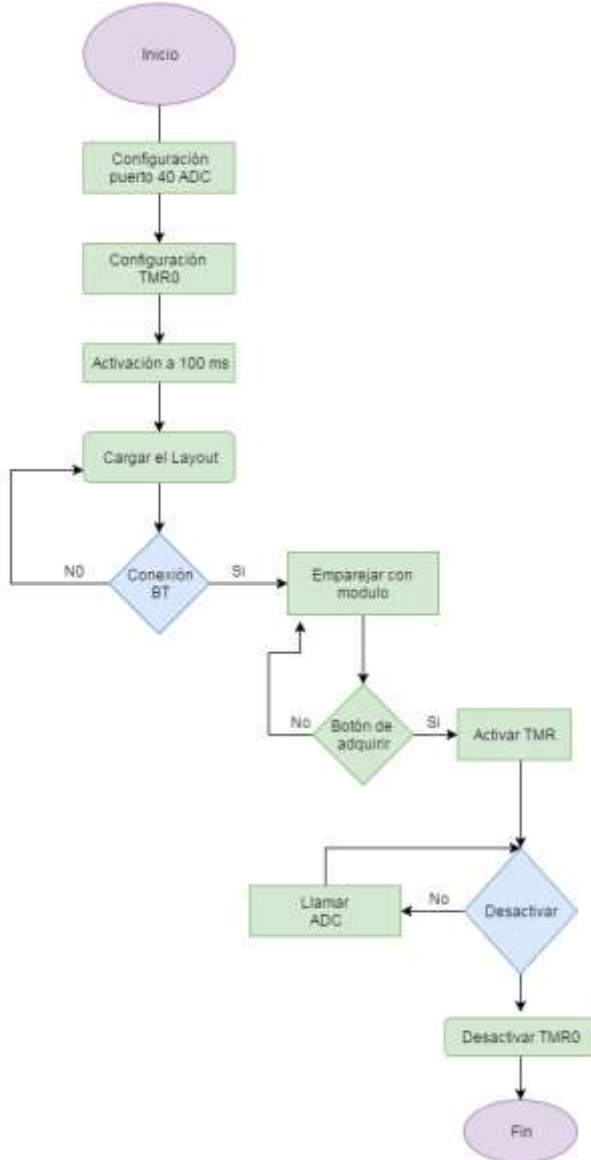 Inicio
Configuración
puerto 40 ADC
Configuración
TMR0
Activación a 100 ms
Cargar el Layout
N0
Conexión
BT
Si
Emparejar con
modulo
No
Botón de
adquirir
Si
Activar TMR
Llamar
ADC
No
Desactivar
Desactivar TMR0
Fin